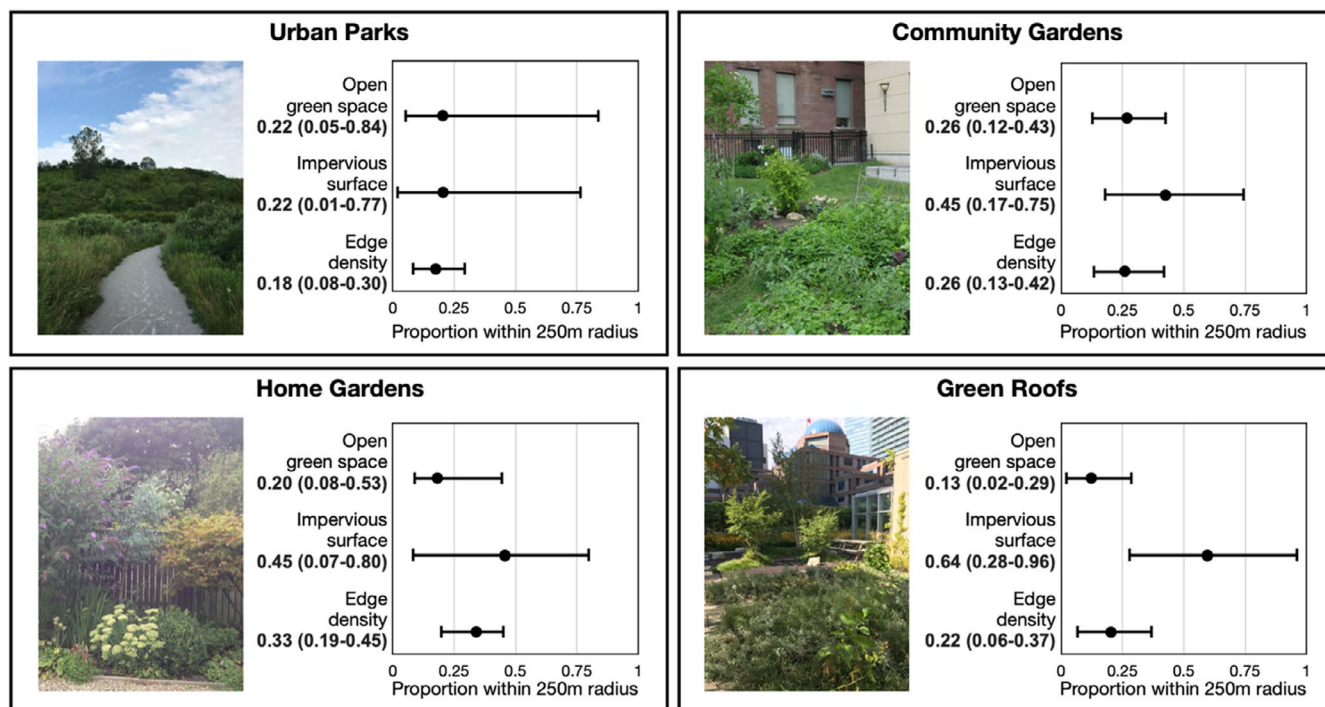 Urban Parks
Open
green space
0.22 (0.05-0.84)
Impervious
surface
0.22 (0.01-0.77)
Edge
density
0.18 (0.08-0.30)
0 0.25 0.5 0.75 1
Proportion within 250m radius
Community Gardens
Open
green space
0.26 (0.12-0.43)
Impervious
surface
0.45 (0.17-0.75)
Edge
density
0.26 (0.13-0.42)
0 0.25 0.5 0.75 1
Proportion within 250m radius
Home Gardens
Open
green space
0.20 (0.08-0.53)
Impervious
surface
0.45 (0.07-0.80)
Edge
density
0.33 (0.19-0.45)
0 0.25 0.5 0.75 1
Proportion within 250m radius
Green Roofs
Open
green space
0.13 (0.02-0.29)
Impervious
surface
0.64 (0.28-0.96)
Edge
density
0.22 (0.06-0.37)
0 0.25 0.5 0.75 1
Proportion within 250m radius